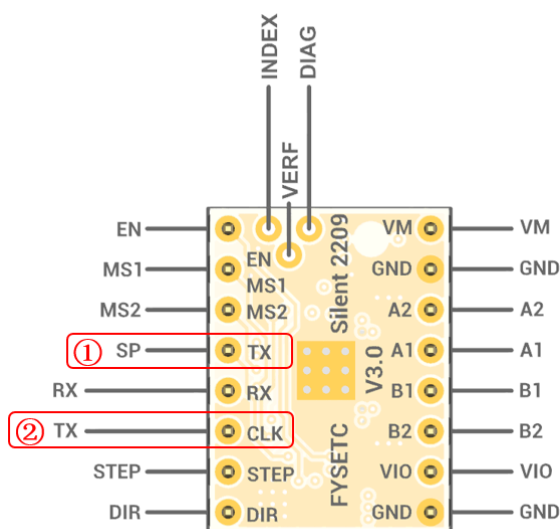 INDEX
DIAG
VERF
EN
MS1
MS2
① SP
RX
② TX
STEP
DIR
EN
MS1
MS2
TX
RX
CLK
STEP
DIR
Silent 2209
V3.0
FYSETC
VM
GND
A2
A1
B1
B2
VIO
GND
VM
GND
A2
A1
B1
B2
VIO
GND